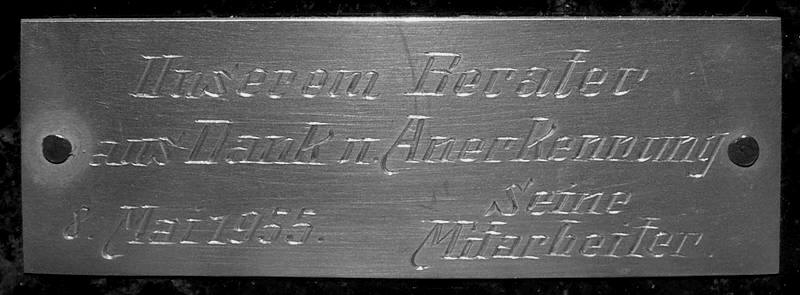 Unserem Berater
aus Dank u. Anerkennung
8. Mai 1955.
Seine
Mitarbeiter.